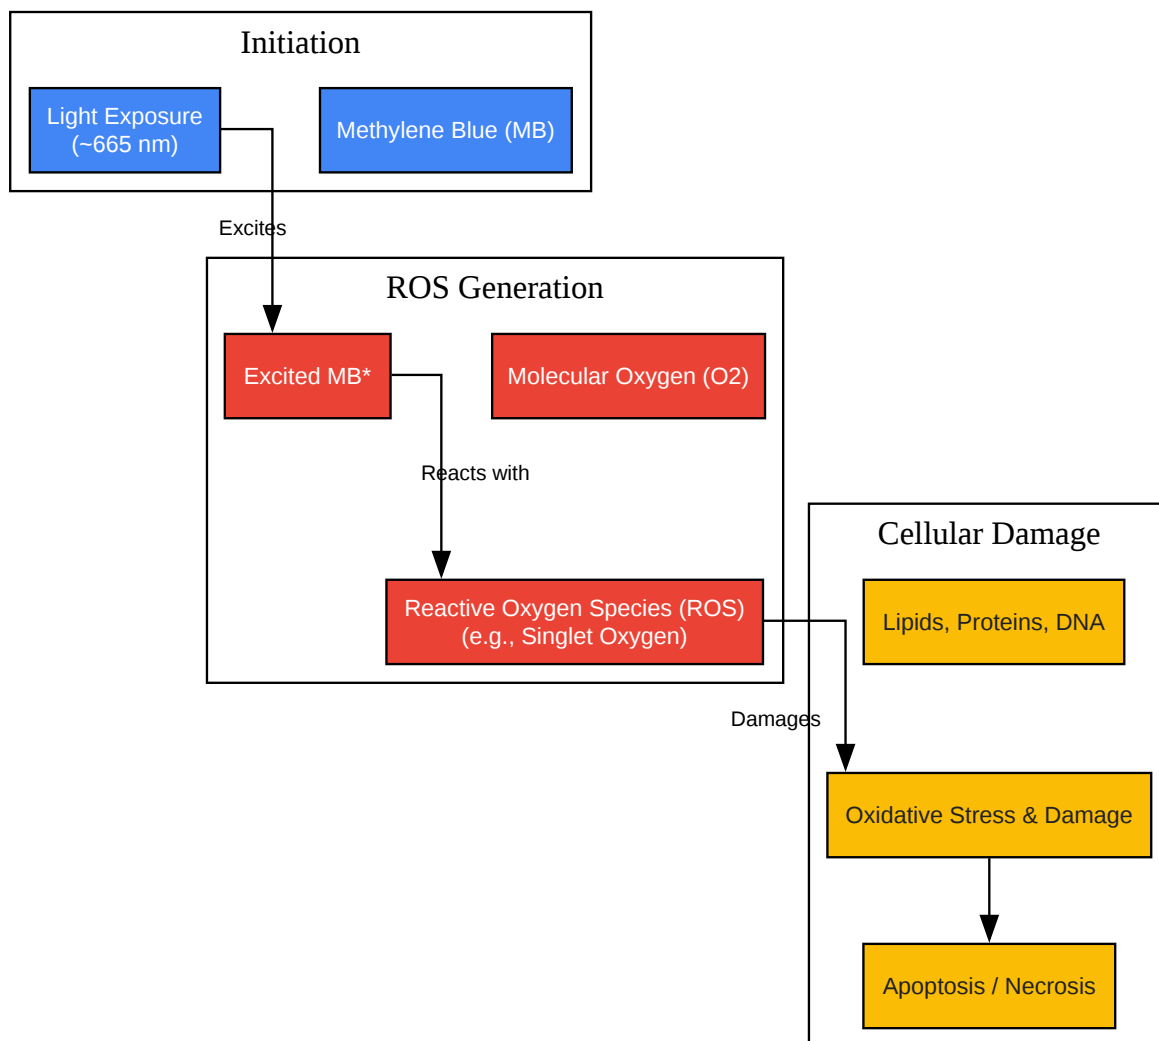 Initiation
Light Exposure
(~665 nm)
Methylene Blue (MB)
Excites
ROS Generation
Excited MB*
Molecular Oxygen (O2)
Reacts with
Reactive Oxygen Species (ROS)
(e.g., Singlet Oxygen)
Cellular Damage
Lipids, Proteins, DNA
Damages
Oxidative Stress & Damage
Apoptosis / Necrosis